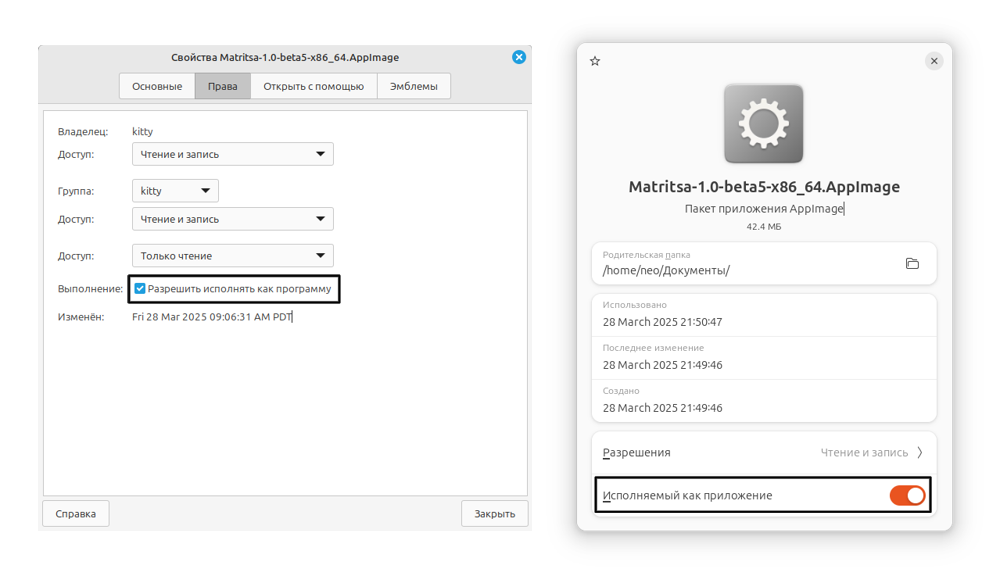 Свойства Matritsa-1.0-beta5-x86_64.AppImage
Основные Права Открыть с помощью Эмблемы
Владелец: kitty
Доступ: Чтение и запись
Группа: kitty
Доступ: Чтение и запись
Доступ: Только чтение
Выполнение: Разрешить исполнять как программу
Изменён: Fri 28 Mar 2025 09:06:31 AM PDT
Справка Закрыть
Matritsa-1.0-beta5-x86_64.AppImage
Пакет приложения AppImage
42.4 МБ
Родительская папка
/home/neo/Документы/
Использовано
28 March 2025 21:50:47
Последнее изменение
28 March 2025 21:49:46
Создано
28 March 2025 21:49:46
Разрешения Чтение и запись
Исполняемый как приложение